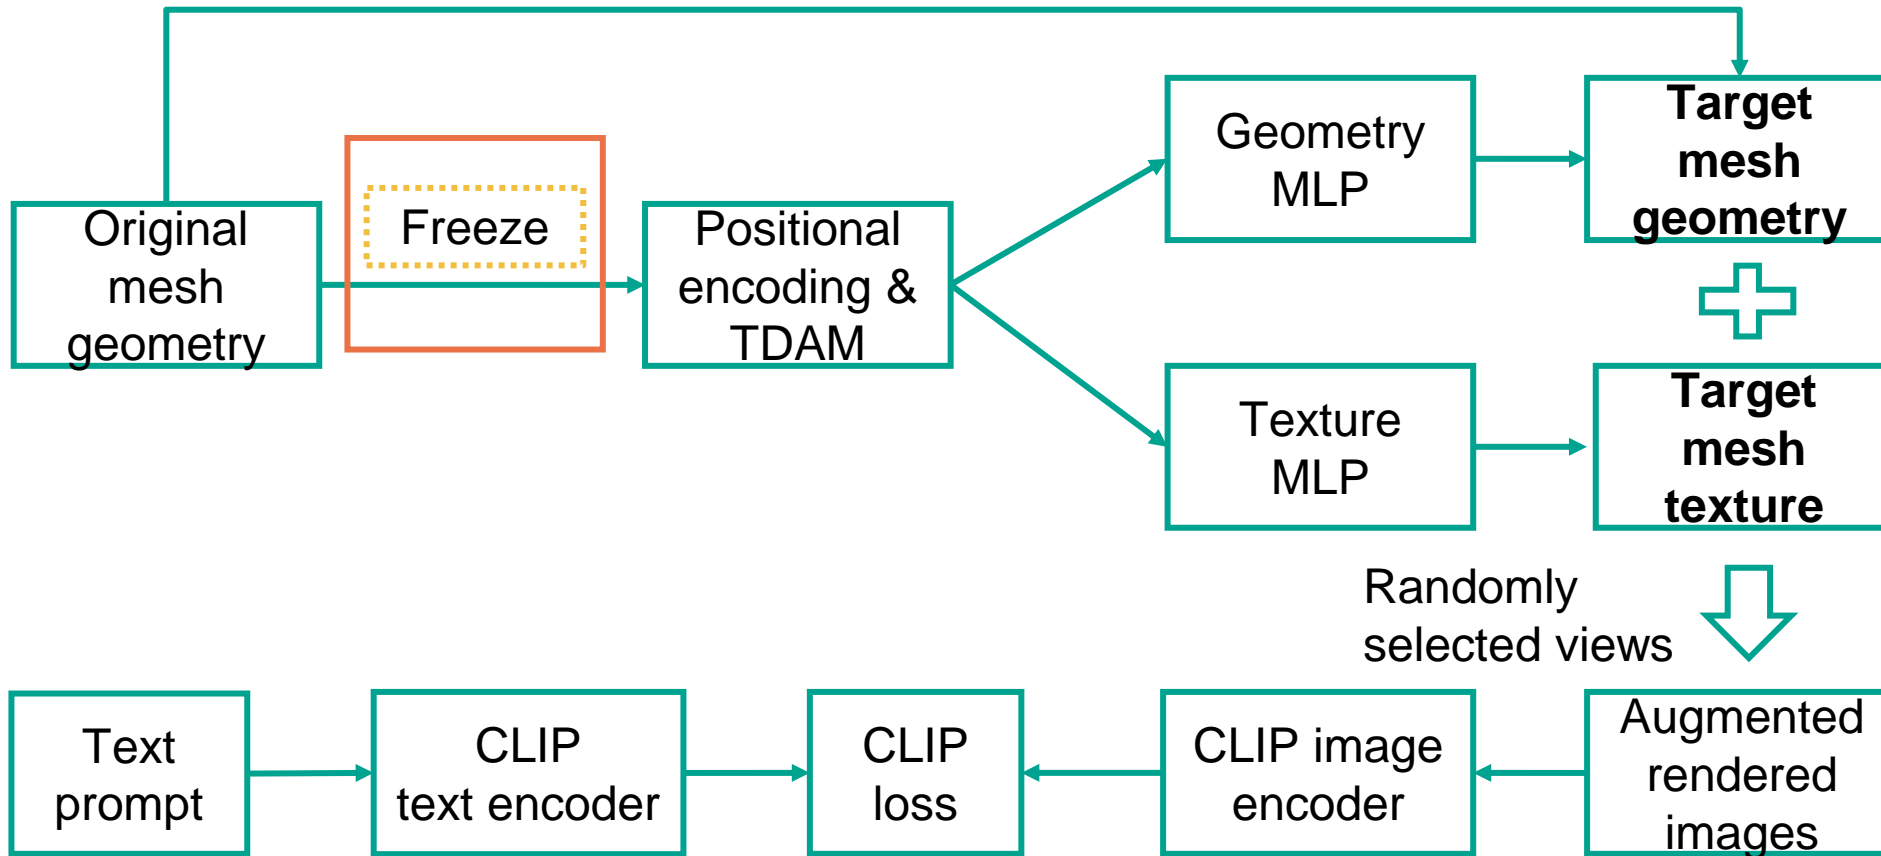 Original
mesh
geometry
Freeze
Positional
encoding &
TDAM
Geometry
MLP
Target
mesh
geometry
Texture
MLP
Target
mesh
texture
Randomly
selected views
Text
prompt
CLIP
text encoder
CLIP
loss
CLIP image
encoder
Augmented
rendered
images